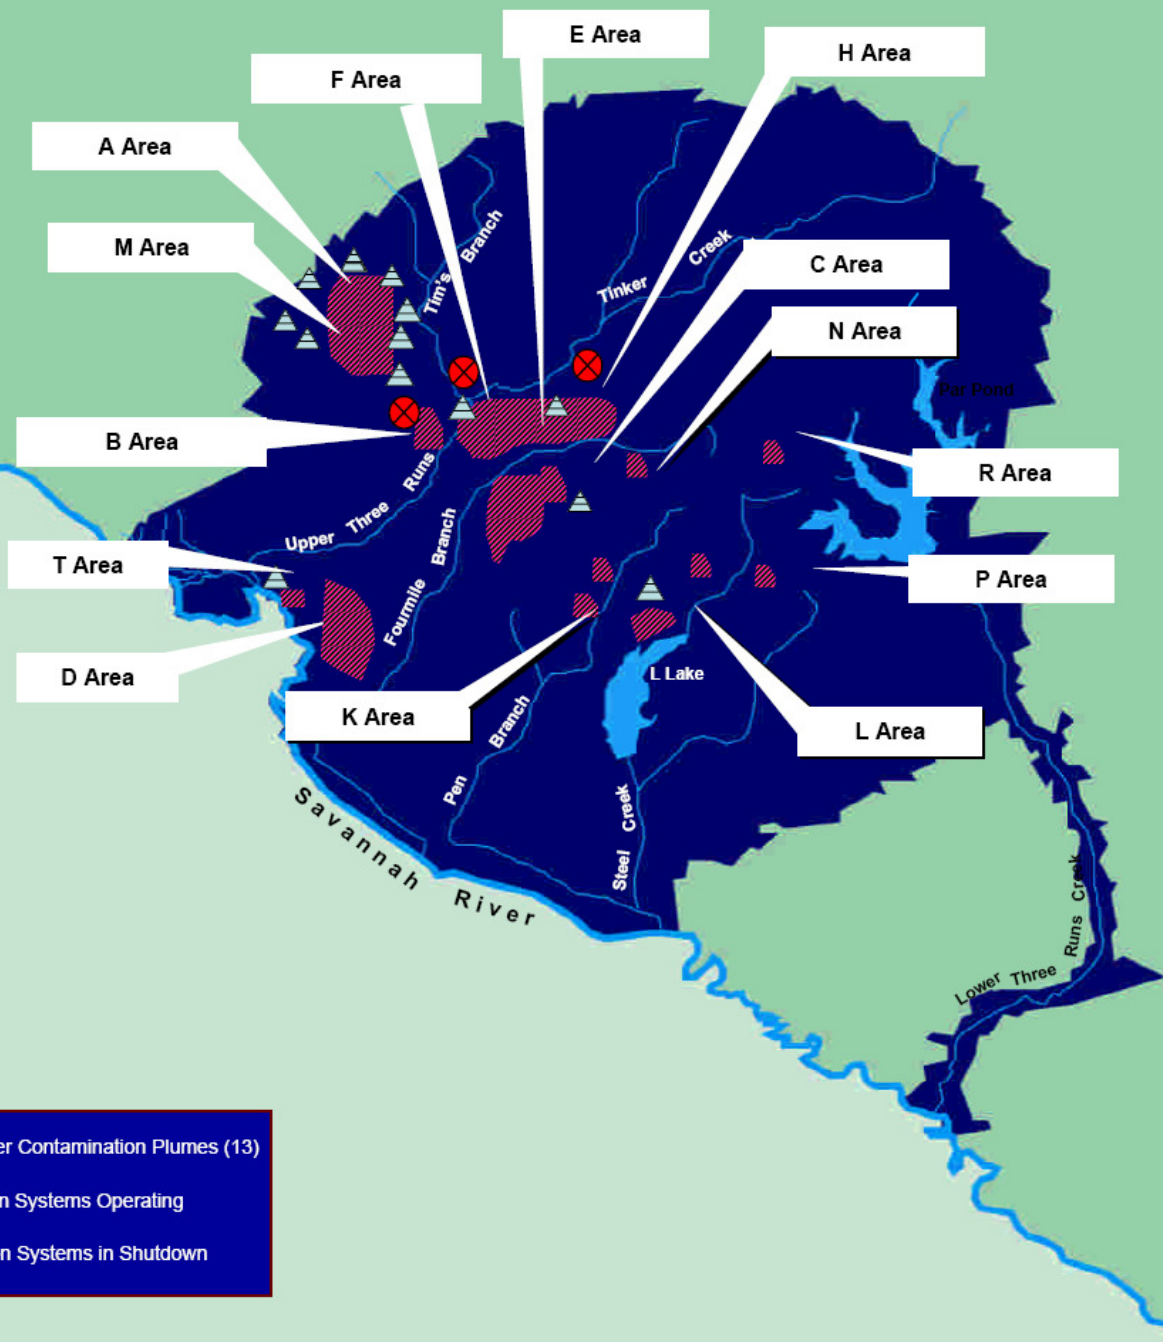 E Area
H Area
F Area
A Area
M Area
C Area
N Area
Tim's Branch
Tinker Creek
Par Pond
B Area
R Area
Upper Three Runs
Fourmile Branch
T Area
P Area
D Area
K Area
L Lake
L Area
Pen Branch
Steel Creek
Savannah River
Lower Three Runs Creek
er Contamination Plumes (13)
n Systems Operating
n Systems in Shutdown